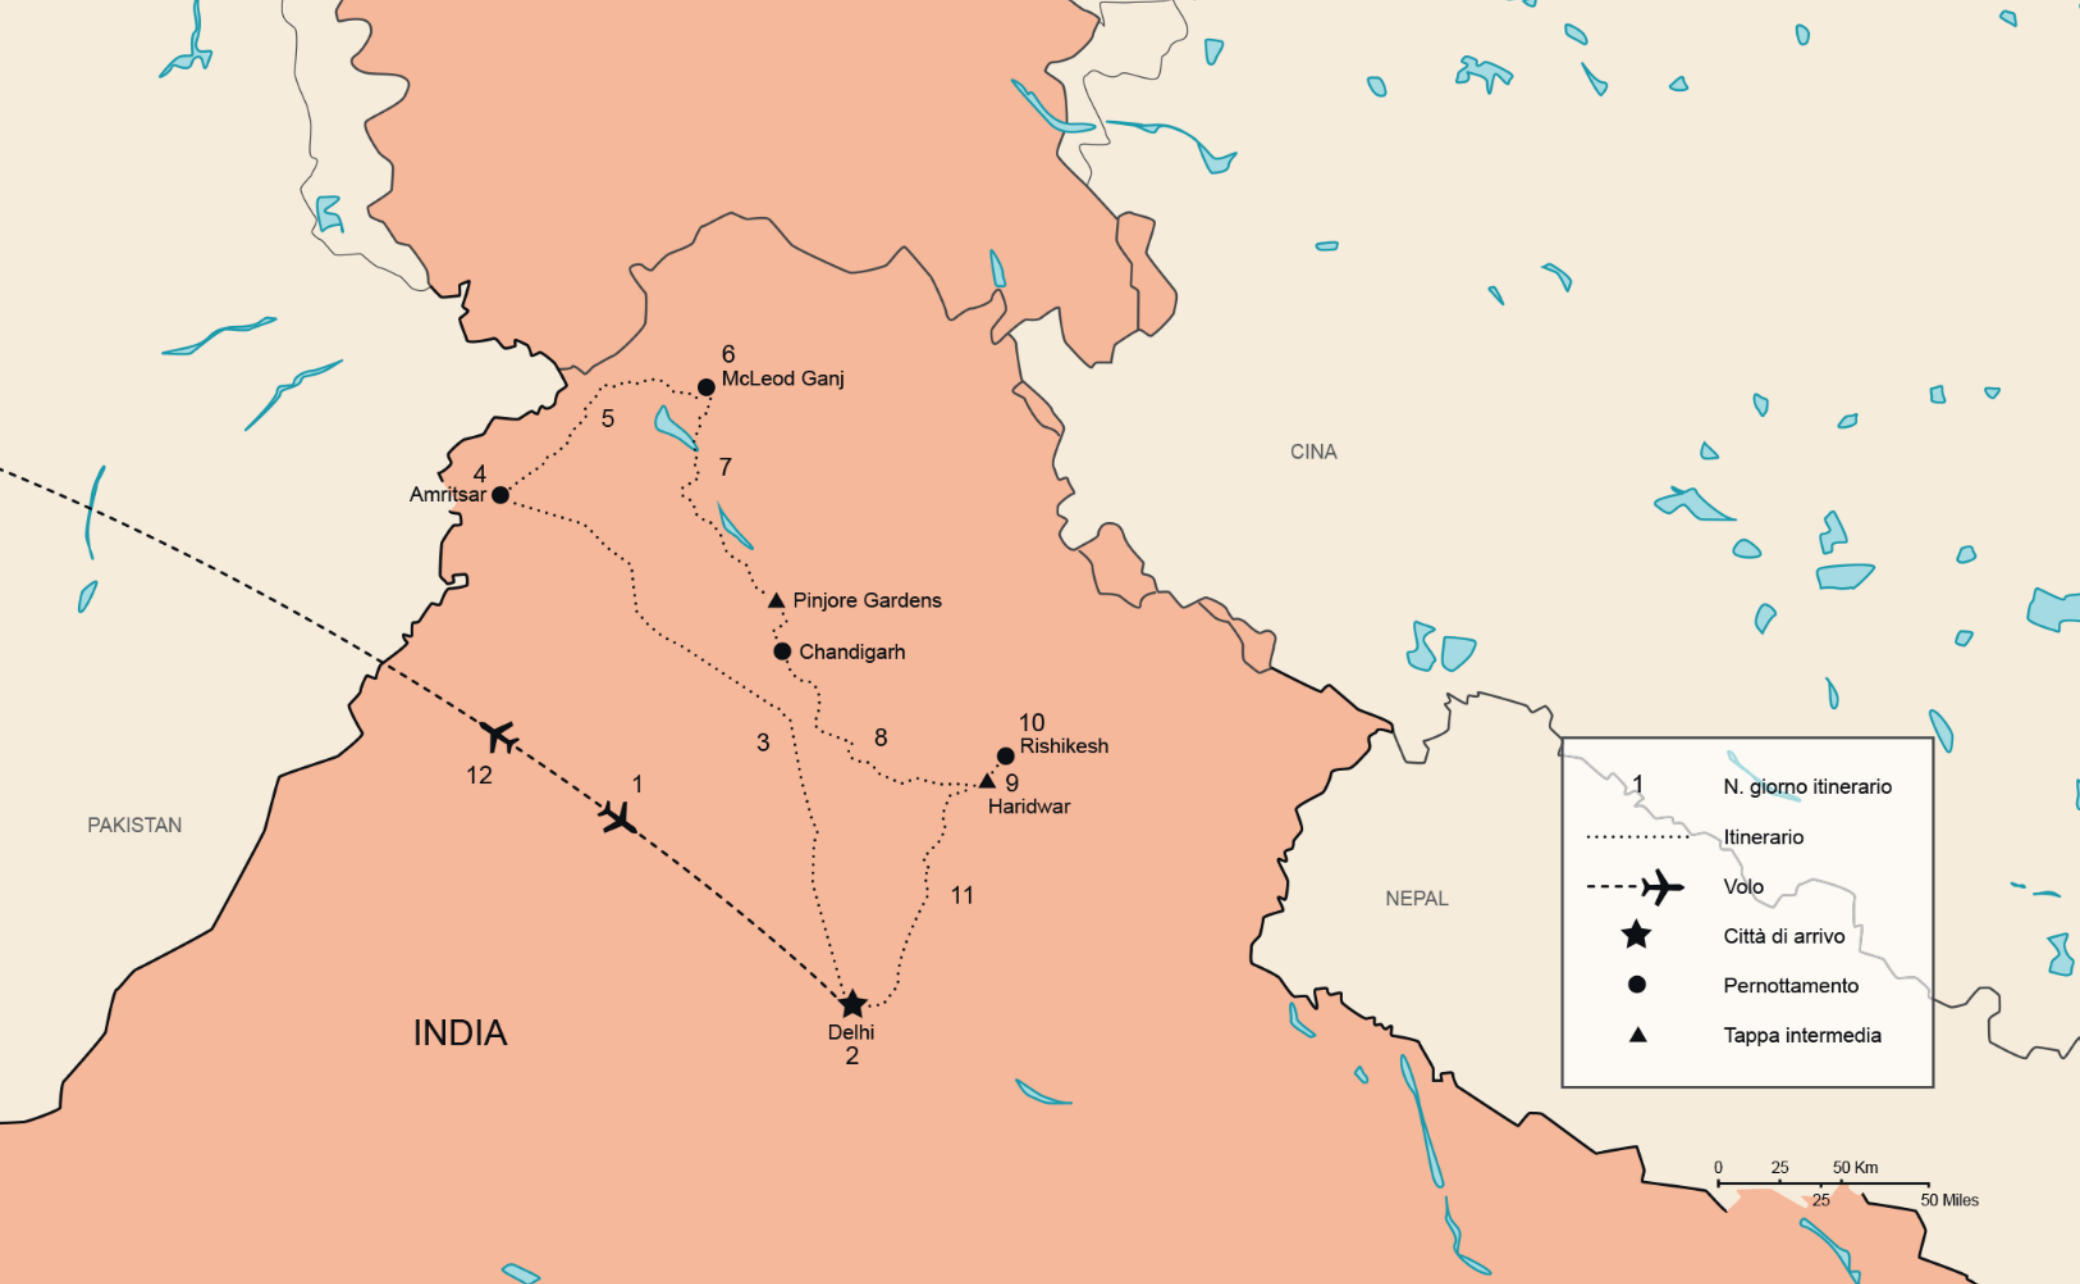 6
McLeod Ganj
5
4
Amritsar
7
CINA
Pinjore Gardens
Chandigarh
10
Rishikesh
3
8
9
Haridwar
12
1
PAKISTAN
11
NEPAL
INDIA
Delhi
2
1 N. giorno itinerario
Itinerario
Volo
Città di arrivo
Pernottamento
Tappa intermedia
0 25 50 Km
25 50 Miles